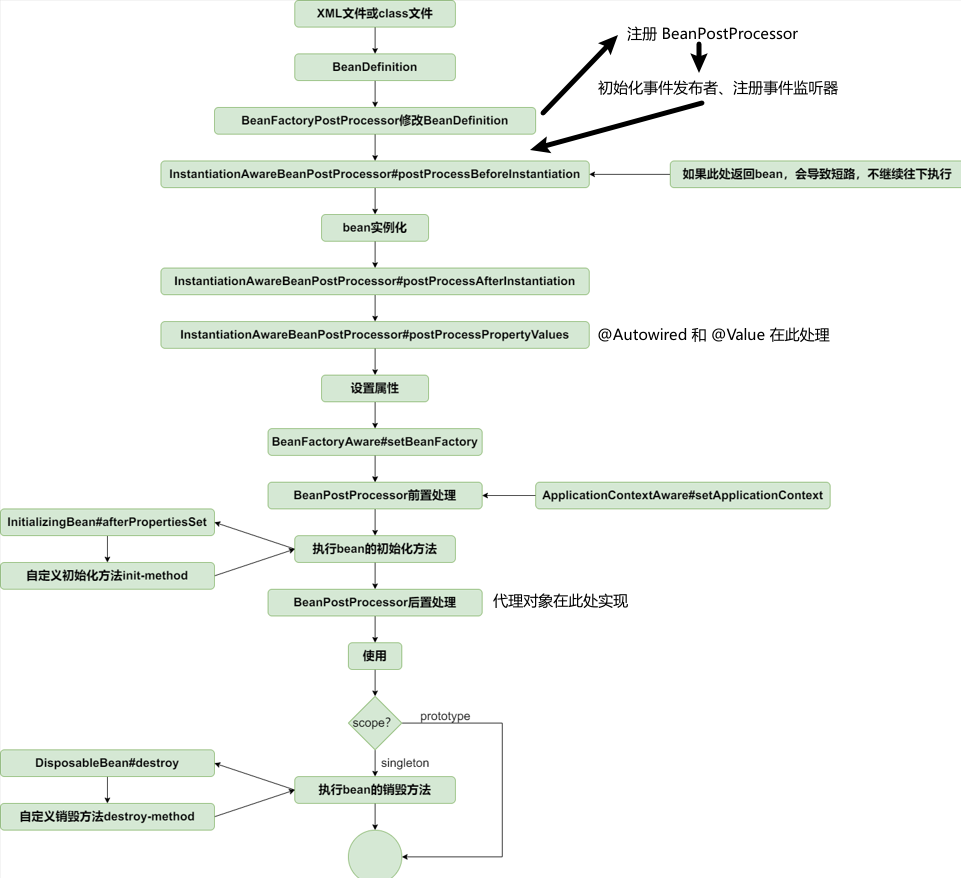 XML文件或class文件
注册 BeanPostProcessor
BeanDefinition
初始化事件发布者、注册事件监听器
BeanFactoryPostProcessor修改BeanDefinition
InstantiationAwareBeanPostProcessor#postProcessBeforeInstantiation
如果此处返回bean，会导致短路，不继续往下执行
bean实例化
InstantiationAwareBeanPostProcessor#postProcessAfterInstantiation
InstantiationAwareBeanPostProcessor#postProcessPropertyValues
@Autowired 和 @Value 在此处理
设置属性
BeanFactoryAware#setBeanFactory
BeanPostProcessor前置处理
ApplicationContextAware#setApplicationContext
InitializingBean#afterPropertiesSet
执行bean的初始化方法
自定义初始化方法init-method
BeanPostProcessor后置处理
代理对象在此处实现
使用
scope?
prototype
singleton
DisposableBean#destroy
执行bean的销毁方法
自定义销毁方法destroy-method